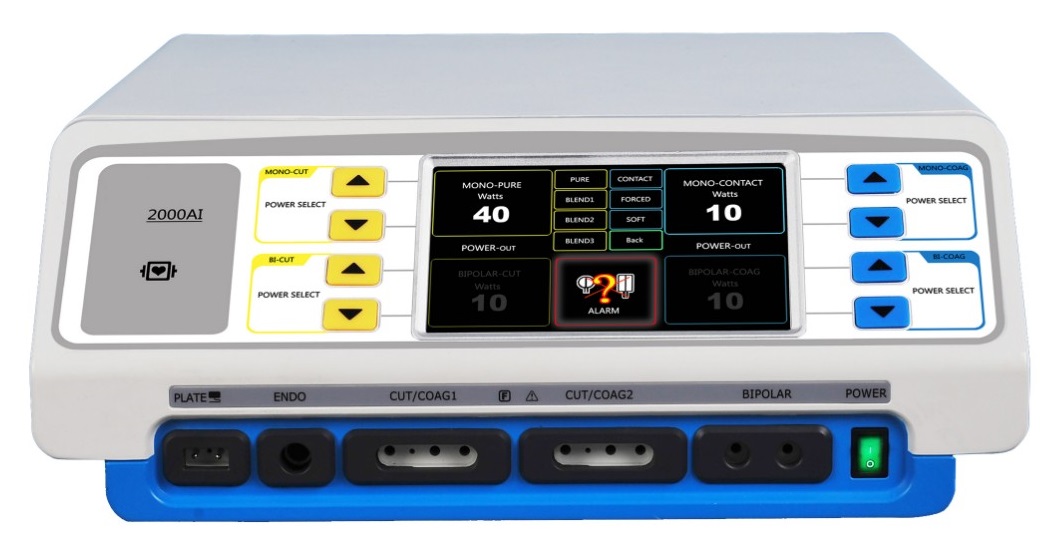 2000AI
MONO-CUT
POWER SELECT
BI-CUT
POWER SELECT
MONO-PURE
Watts
40
POWER-OUT
BIPOLAR-CUT
Watts
10
PURE
BLEND1
BLEND2
BLEND3
CONTACT
FORCED
SOFT
Back
?
ALARM
MONO-CONTACT
Watts
10
POWER-OUT
BIPOLAR-COAG
Watts
10
MONO-COAG
POWER SELECT
BI-COAG
POWER SELECT
PLATE
ENDO
CUT/COAG1
F
CUT/COAG2
BIPOLAR
POWER